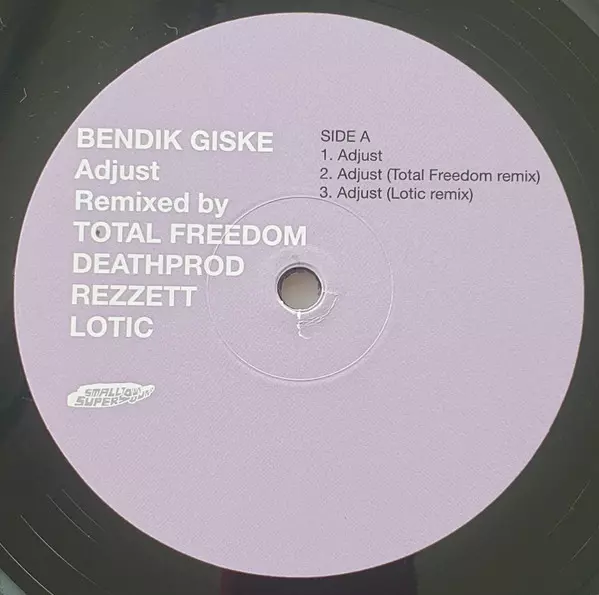 BENDIK GISKE
Adjust
Remixed by
TOTAL FREEDOM
DEATHPROD
REZZETT
LOTIC
SIDE A
1. Adjust
2. Adjust (Total Freedom remix)
3. Adjust (Lotic remix)
SMALLTOWN
SUPERSOUND